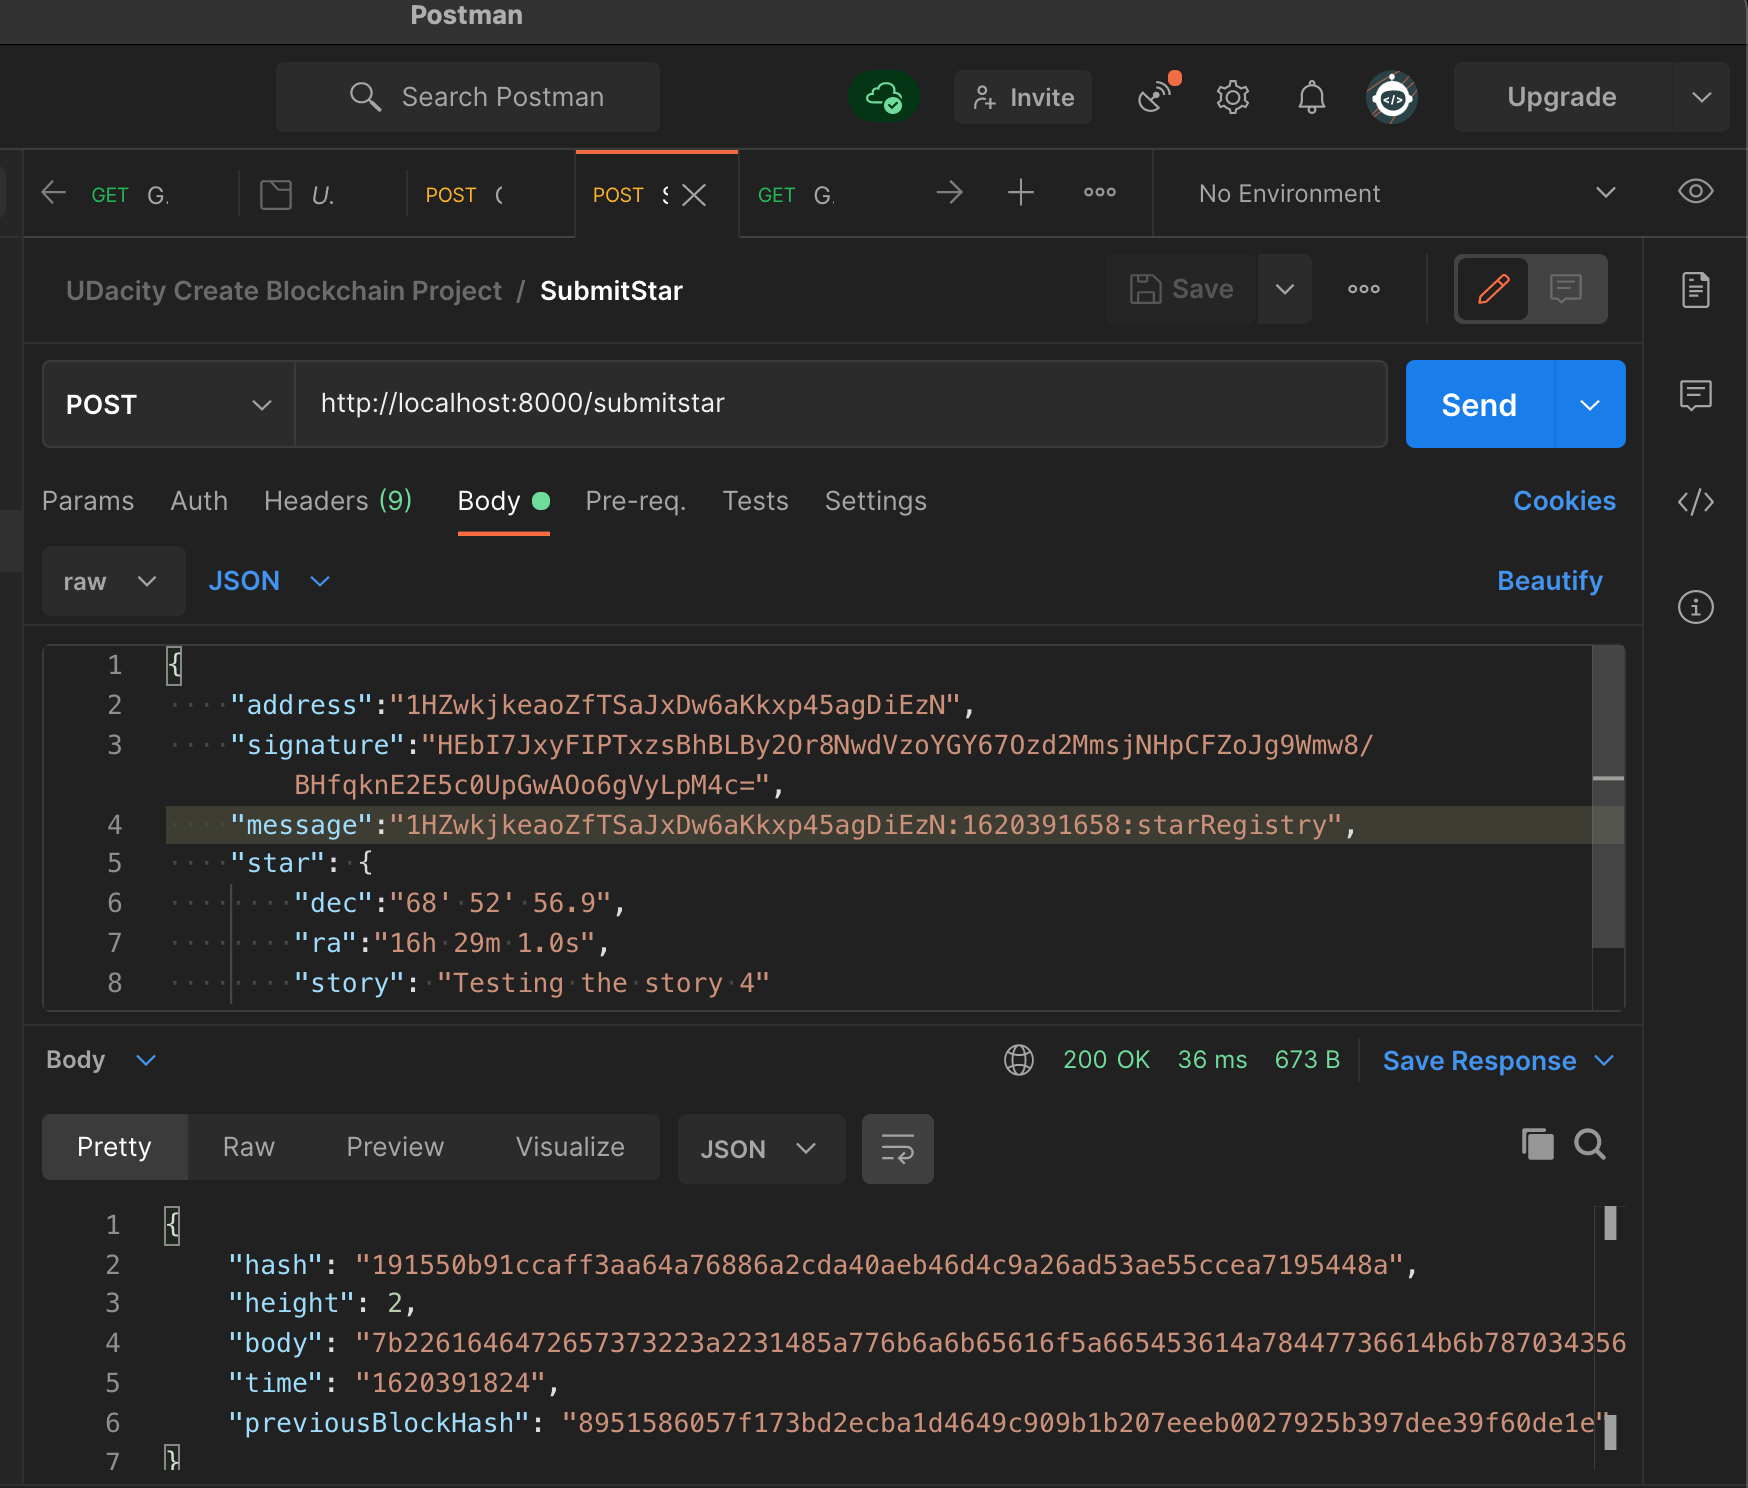 Postman
Search Postman
Invite
Upgrade
GET G.
U.
POST
POST
GET G.
No Environment
UDacity Create Blockchain Project / SubmitStar
Save
POST
http://localhost:8000/submitstar
Send
Params Auth Headers (9) Body Pre-req. Tests Settings Cookies
raw JSON Beautify
1 {
2 "address":"1HZwkjkeaoZfTSaJxDw6aKkxp45agDiEzN",
3 "signature":"HEbI7JxyFIPTxzsBhBLBy2Or8NwdVzoYGY67Ozd2MmsjNHpCFZoJg9Wmw8/
BHfqknE2E5c0UpGwAOo6gVyLpM4c=",
4 "message":"1HZwkjkeaoZfTSaJxDw6aKkxp45agDiEzN:1620391658:starRegistry",
5 "star": {
6 "dec":"68' 52' 56.9",
7 "ra":"16h 29m 1.0s",
8 "story": "Testing the story 4"
Body
200 OK 36 ms 673 B Save Response
Pretty Raw Preview Visualize JSON
1 {
2 "hash": "191550b91ccaff3aa64a76886a2cda40aeb46d4c9a26ad53ae55ccea7195448a",
3 "height": 2,
4 "body": "7b2261646472657373223a2231485a776b6a6b65616f5a665453614a78447736614b6b787034356
5 "time": "1620391824",
6 "previousBlockHash": "8951586057f173bd2ecba1d4649c909b1b207eeeb0027925b397dee39f60de1e"
7 }